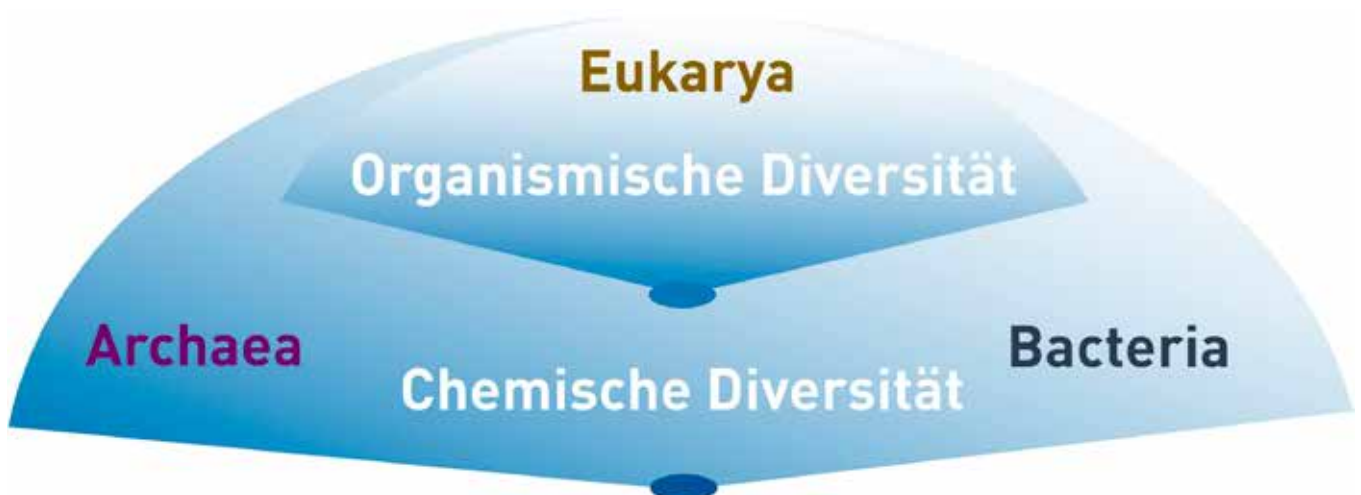 Eukarya
Organismische Diversität
Archaea
Bacteria
Chemische Diversität